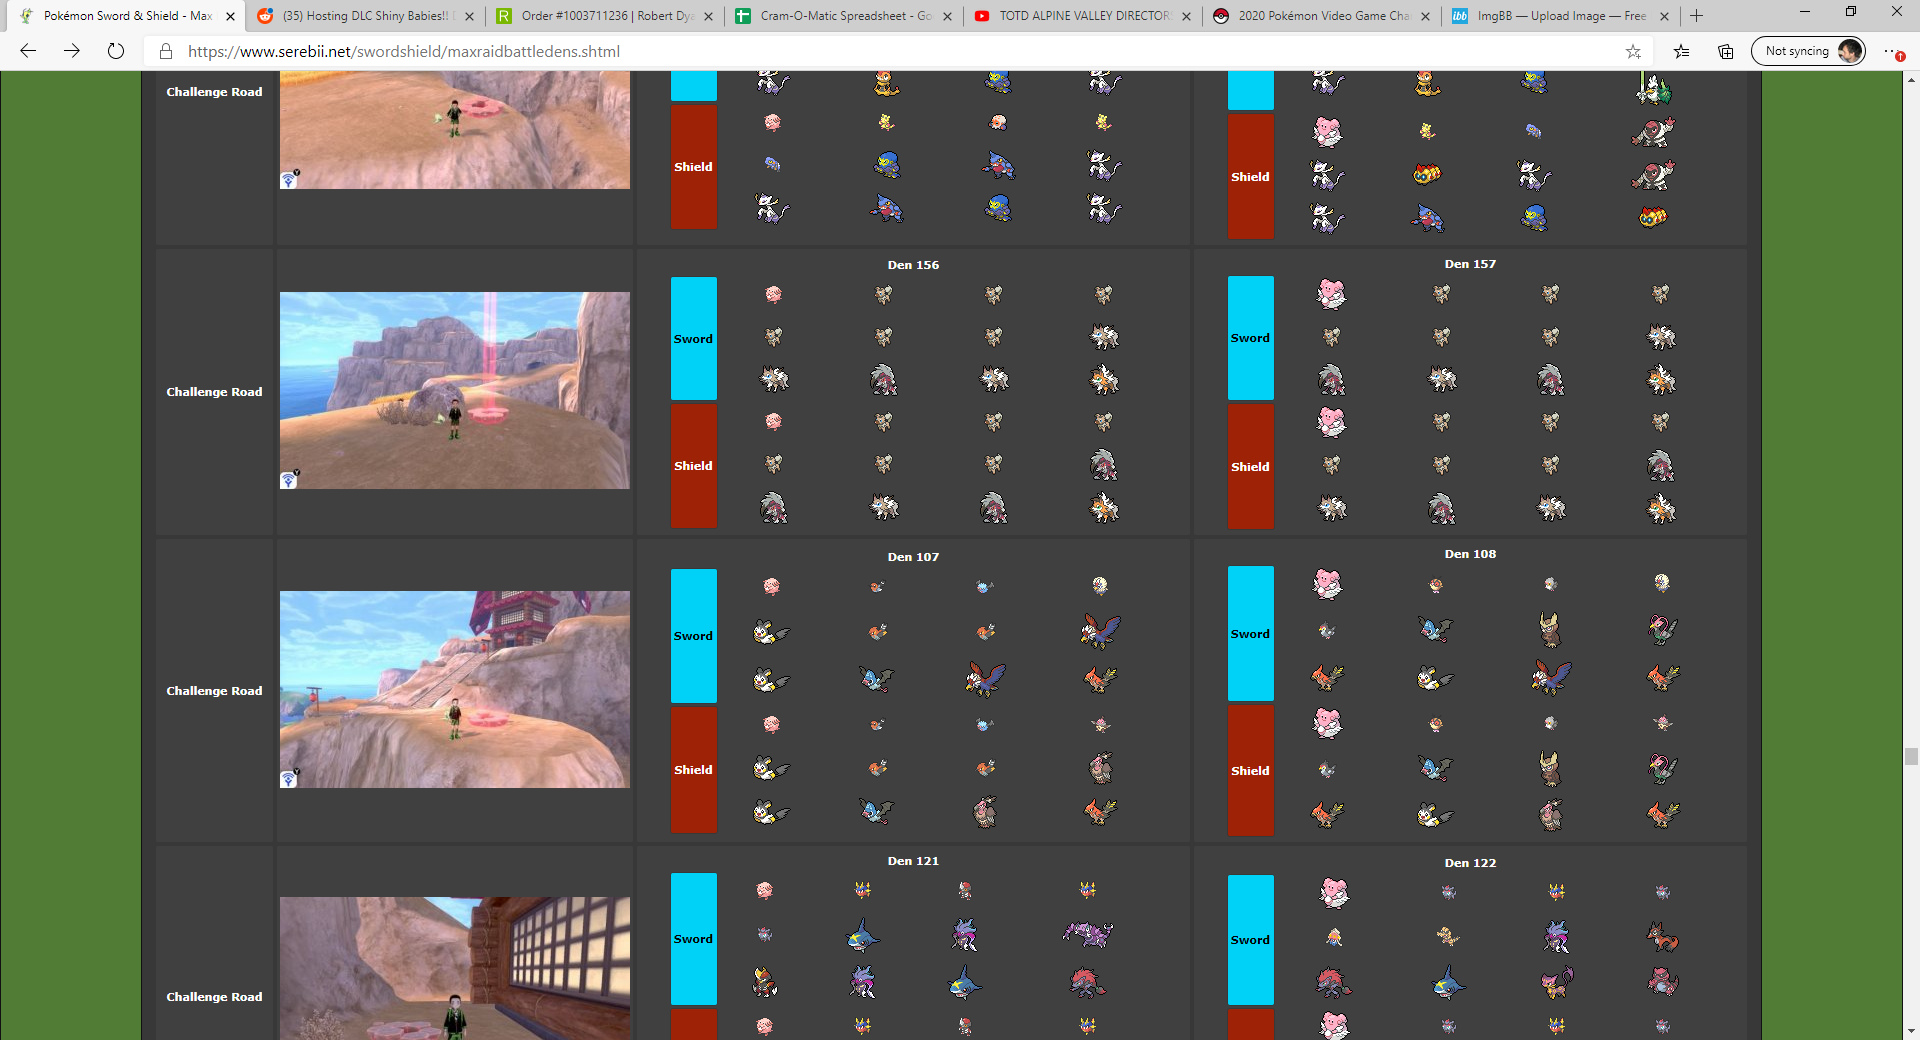 Pokémon Sword & Shield - Max
(35) Hosting DLC Shiny Babies!!
Order #1003711236 | Robert Dya
Cram-O-Matic Spreadsheet - Go
TOTD ALPINE VALLEY DIRECTOR
2020 Pokémon Video Game Cha
ibb
ImgBB — Upload Image — Free
https://www.serebii.net/swordshield/maxraidbattledens.shtml
Not syncing
Challenge Road
Shield
Shield
Challenge Road
Den 156
Sword
Shield
Den 157
Sword
Shield
Challenge Road
Den 107
Sword
Shield
Den 108
Sword
Shield
Challenge Road
Den 121
Sword
Den 122
Sword